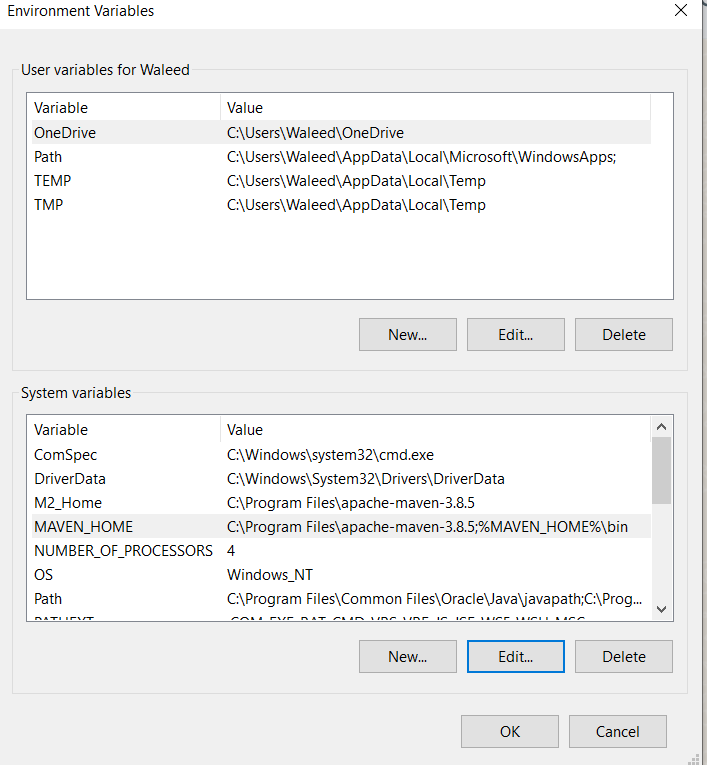 Environment Variables
User variables for Waleed
Variable Value
OneDrive C:\Users\Waleed\OneDrive
Path C:\Users\Waleed\AppData\Local\Microsoft\WindowsApps;
TEMP C:\Users\Waleed\AppData\Local\Temp
TMP C:\Users\Waleed\AppData\Local\Temp
New... Edit... Delete
System variables
Variable Value
ComSpec C:\Windows\system32\cmd.exe
DriverData C:\Windows\System32\Drivers\DriverData
M2_Home C:\Program Files\apache-maven-3.8.5
MAVEN_HOME C:\Program Files\apache-maven-3.8.5;%MAVEN_HOME%\bin
NUMBER_OF_PROCESSORS 4
OS Windows_NT
Path C:\Program Files\Common Files\Oracle\Java\javapath;C:\Prog...
New... Edit... Delete
OK Cancel